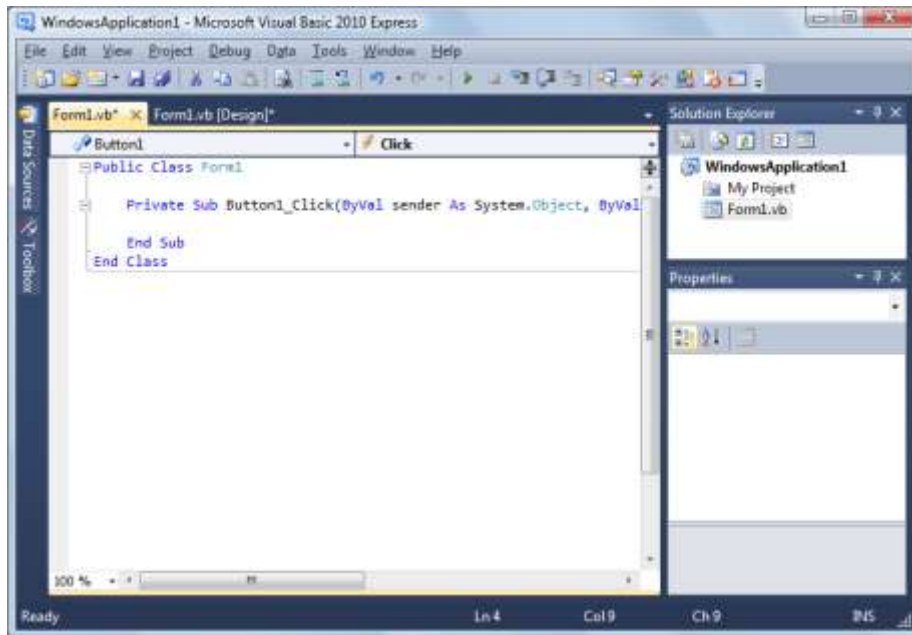 WindowsApplication1 - Microsoft Visual Basic 2010 Express
File Edit View Project Debug Data Tools Window Help
Form1.vb* Form1.vb [Design]*
Button1 Click
Public Class Form1
Private Sub Button1_Click(ByVal sender As System.Object, ByVal
End Sub
End Class
Data Sources
Toolbox
Solution Explorer
WindowsApplication1
My Project
Form1.vb
Properties
100 %
Ready Ln 4 Col 9 Ch 9 INS